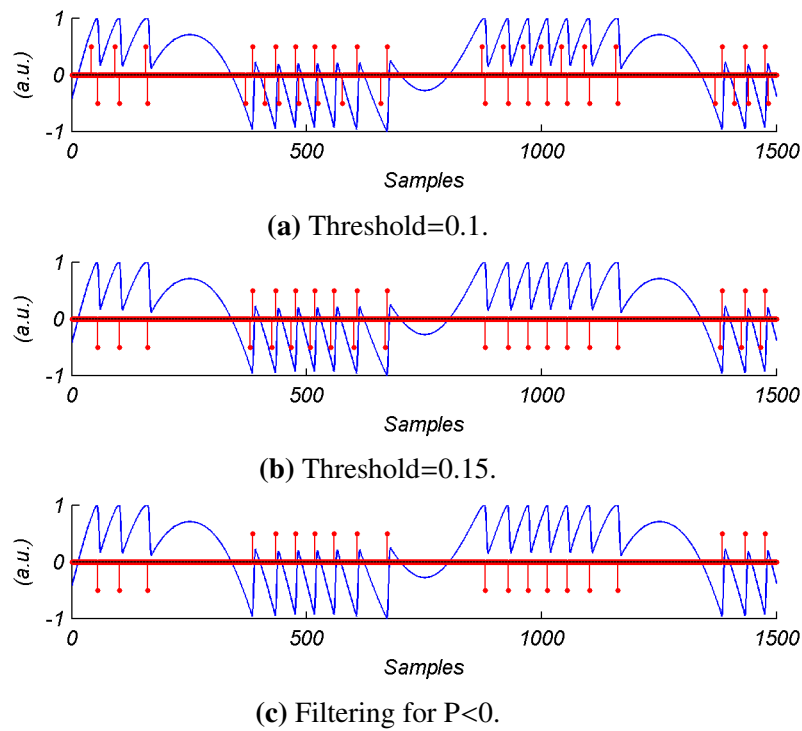 1
0
-1
(a.u.)
0 500 1000 1500
Samples
(a) Threshold=0.1.
1
0
-1
(a.u.)
0 500 1000 1500
Samples
(b) Threshold=0.15.
1
0
-1
(a.u.)
0 500 1000 1500
Samples
(c) Filtering for P<0.